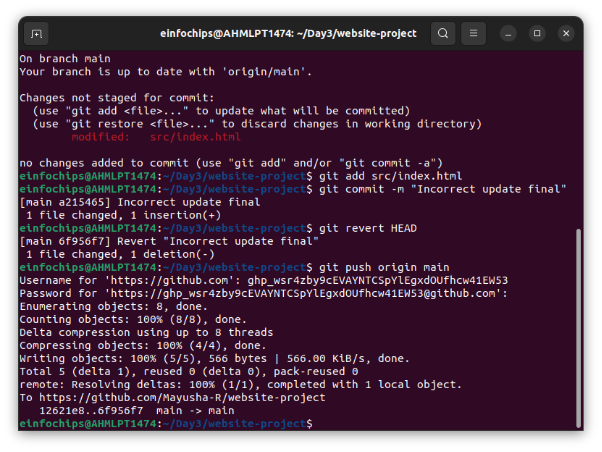 einfochips@AHMLPT1474: ~/Day3/website-project
On branch main
Your branch is up to date with 'origin/main'.
Changes not staged for commit:
(use "git add <file>..." to update what will be committed)
(use "git restore <file>..." to discard changes in working directory)
modified: src/index.html
no changes added to commit (use "git add" and/or "git commit -a")
einfochips@AHMLPT1474:~/Day3/website-project$ git add src/index.html
einfochips@AHMLPT1474:~/Day3/website-project$ git commit -m "Incorrect update final"
[main a215465] Incorrect update final
1 file changed, 1 insertion(+)
einfochips@AHMLPT1474:~/Day3/website-project$ git revert HEAD
[main 6f956f7] Revert "Incorrect update final"
1 file changed, 1 deletion(-)
einfochips@AHMLPT1474:~/Day3/website-project$ git push origin main
Username for 'https://github.com': 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
Password for 'https://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@github.com':
Enumerating objects: 8, done.
Counting objects: 100% (8/8), done.
Delta compression using up to 8 threads
Compressing objects: 100% (4/4), done.
Writing objects: 100% (5/5), 566 bytes | 566.00 KiB/s, done.
Total 5 (delta 1), reused 0 (delta 0), pack-reused 0
remote: Resolving deltas: 100% (1/1), completed with 1 local object.
To https://github.com/Mayusha-R/website-project
12621e8..6f956f7 main -> main
einfochips@AHMLPT1474:~/Day3/website-project$